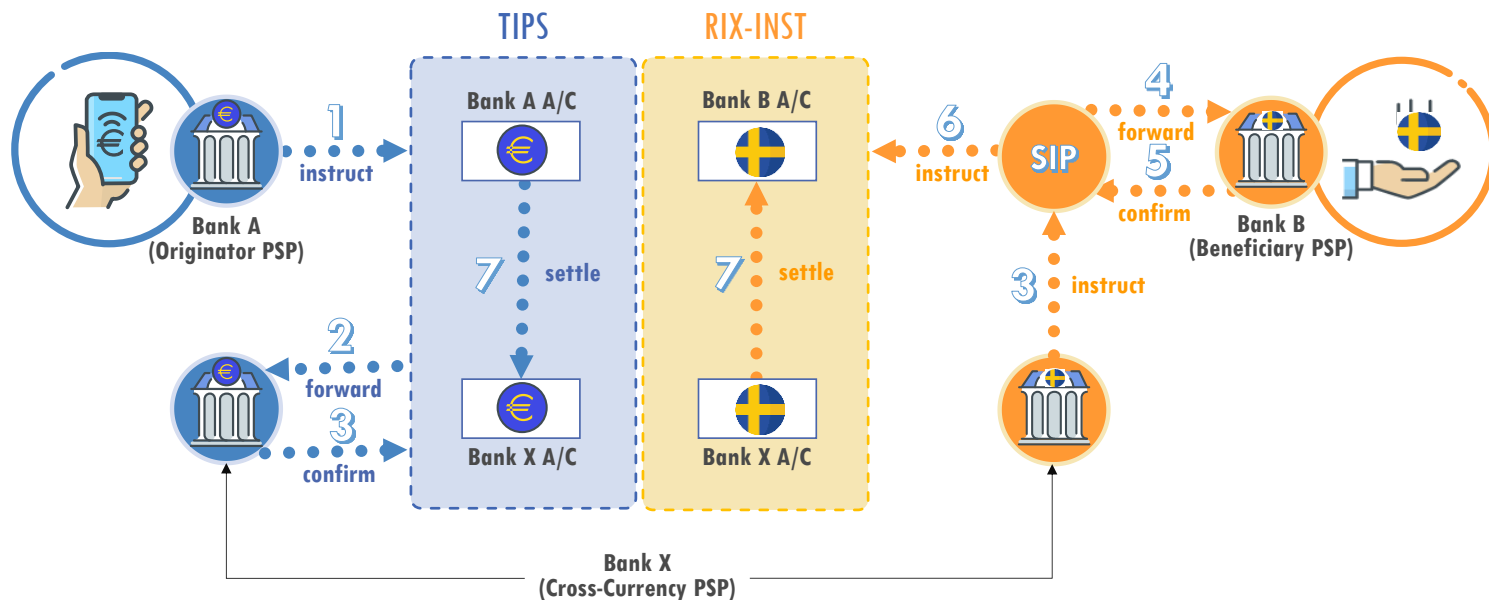 TIPS
RIX-INST
Bank A A/C
Bank B A/C
1
instruct
6
instruct
SIP
4
forward
5
confirm
Bank A
(Originator PSP)
Bank B
(Beneficiary PSP)
7
settle
7
settle
3
instruct
2
forward
3
confirm
Bank X A/C
Bank X A/C
Bank X
(Cross-Currency PSP)